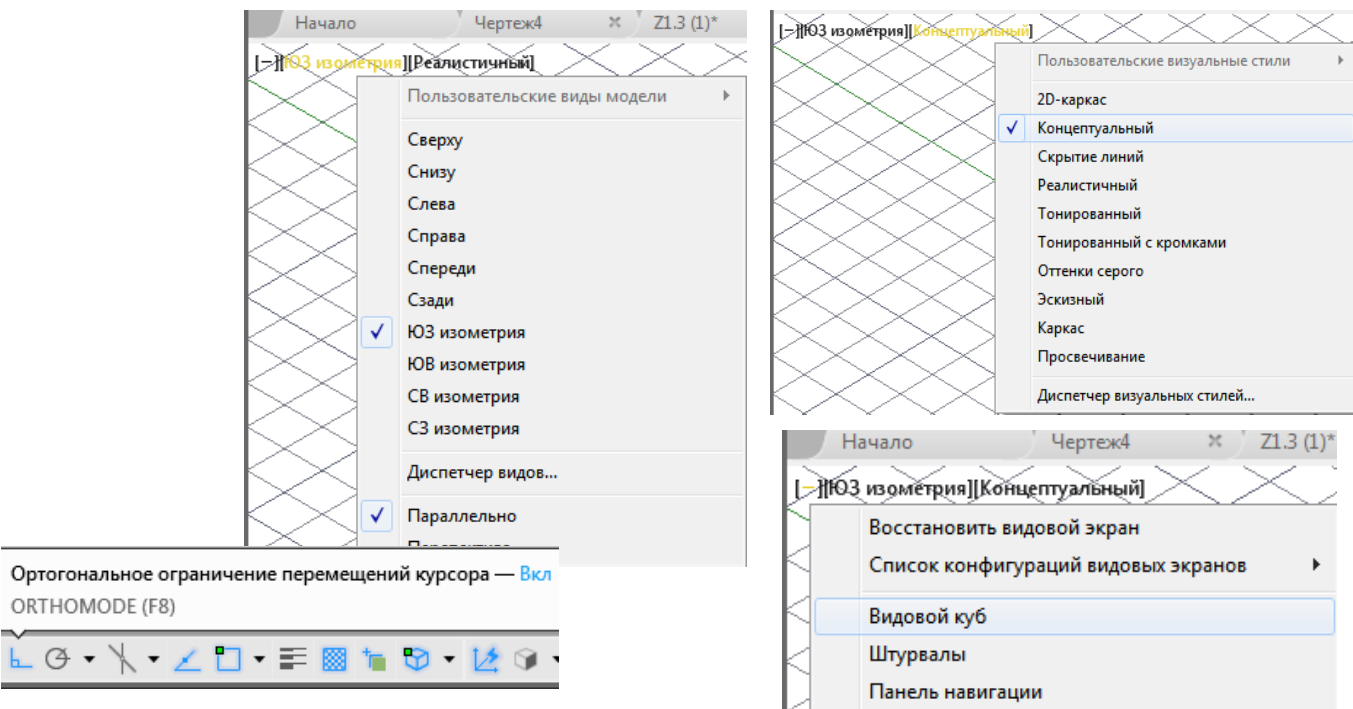 Начало Чертеж4 Z1.3 (1)*
[−][ЮЗ изометрия][Реалистичный]
Пользовательские виды модели
Сверху
Снизу
Слева
Справа
Спереди
Сзади
ЮЗ изометрия
ЮВ изометрия
СВ изометрия
СЗ изометрия
Диспетчер видов...
Параллельно
[−][ЮЗ изометрия][Концептуальный]
Пользовательские визуальные стили
2D-каркас
Концептуальный
Скрытие линий
Реалистичный
Тонированный
Тонированный с кромками
Оттенки серого
Эскизный
Каркас
Просвечивание
Диспетчер визуальных стилей...
Ортогональное ограничение перемещений курсора — Вкл
ORTHOMODE (F8)
Начало Чертеж4 Z1.3 (1)*
[−][ЮЗ изометрия][Концептуальный]
Восстановить видовой экран
Список конфигураций видовых экранов
Видовой куб
Штурвалы
Панель навигации